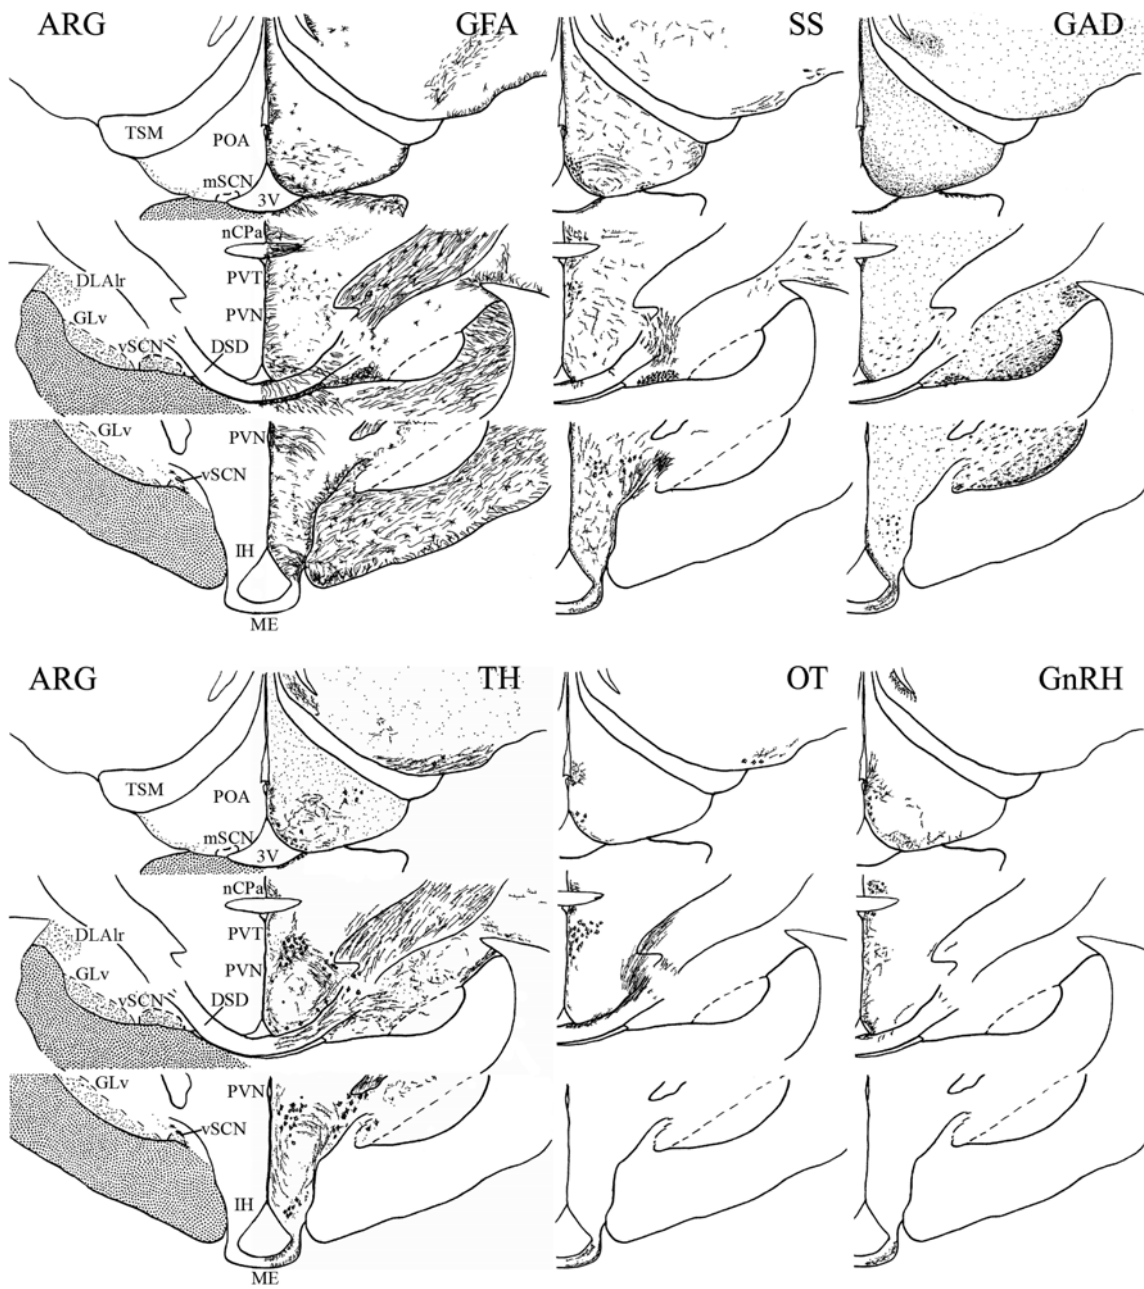 ARG GFA SS GAD
TSM
POA
mSCN
3V
nCPa
DLAlr
PVT
GLv
PVN
vSCN
DSD
GLv
PVN
vSCN
IH
ME
ARG TH OT GnRH
TSM
POA
mSCN
3V
nCPa
DLAlr
PVT
GLv
PVN
vSCN
DSD
GLv
PVN
vSCN
IH
ME